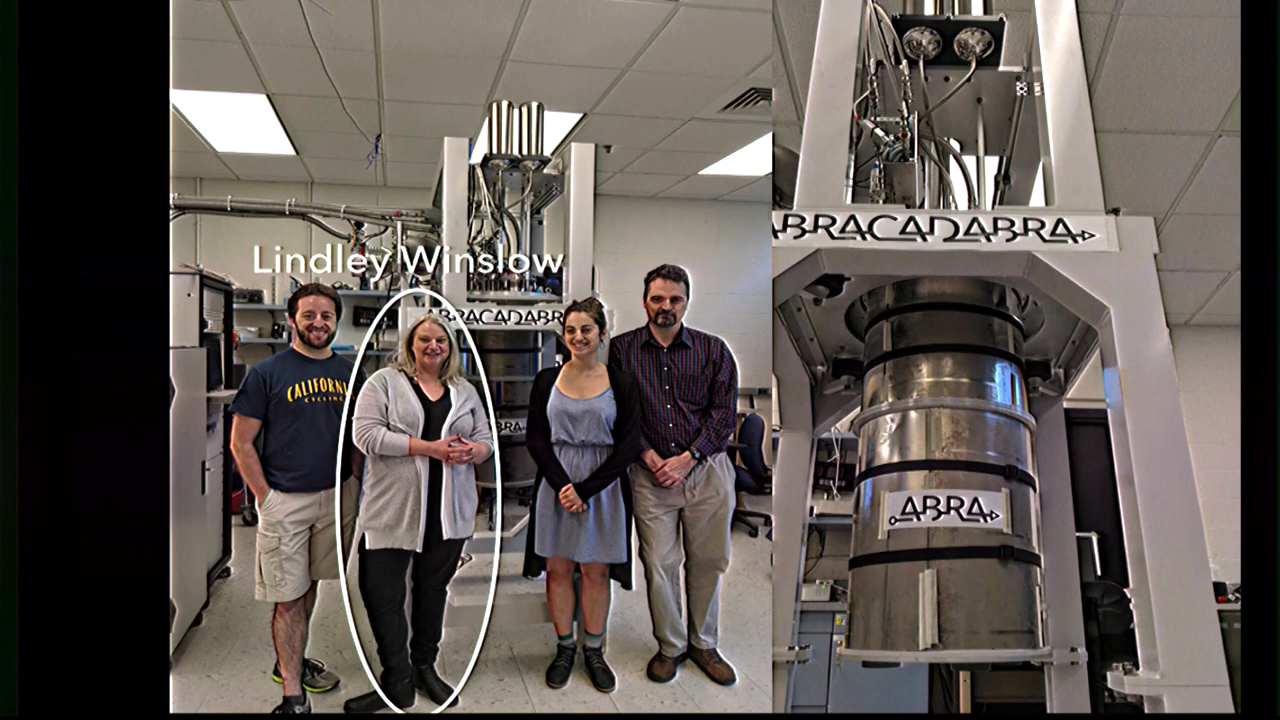 Lindley Winslow
CALIFORNIA
CYCLING
ABRACADABRA
ABRA
ABRACADABRA
ABRA